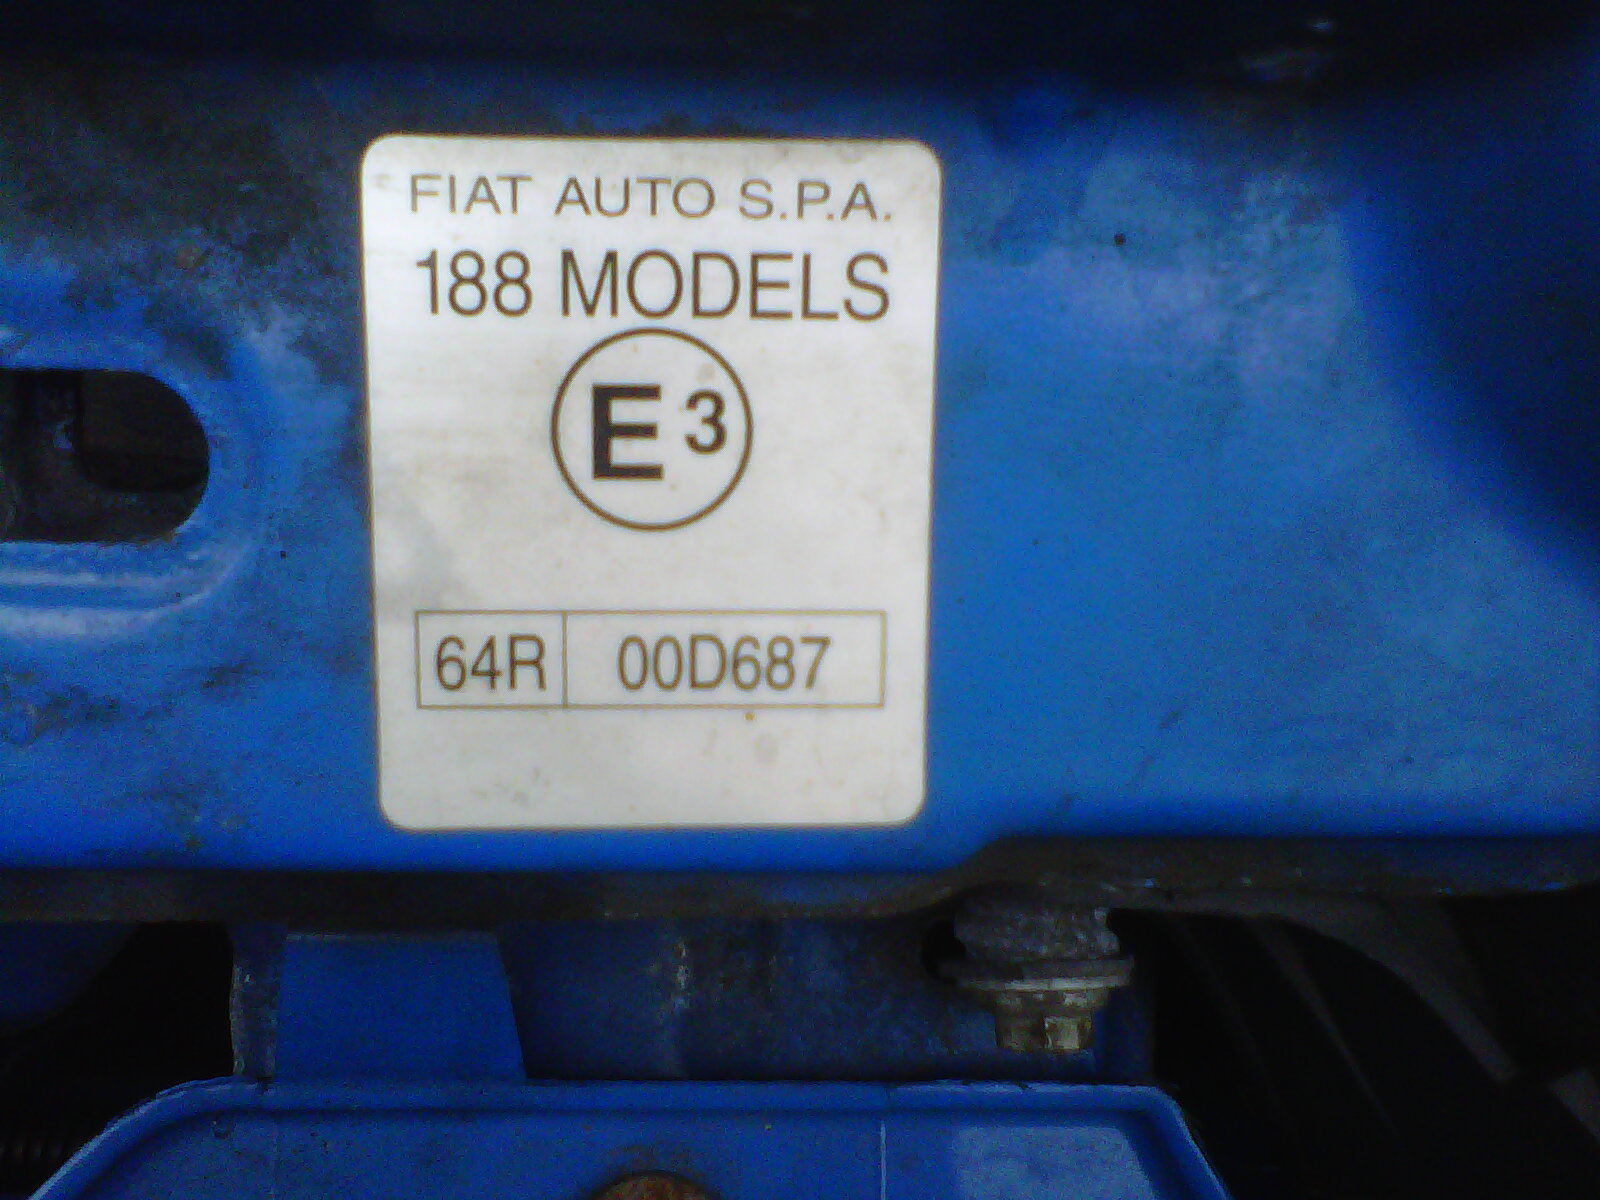 FIAT AUTO S.P.A.
188 MODELS
E3
64R 00D687